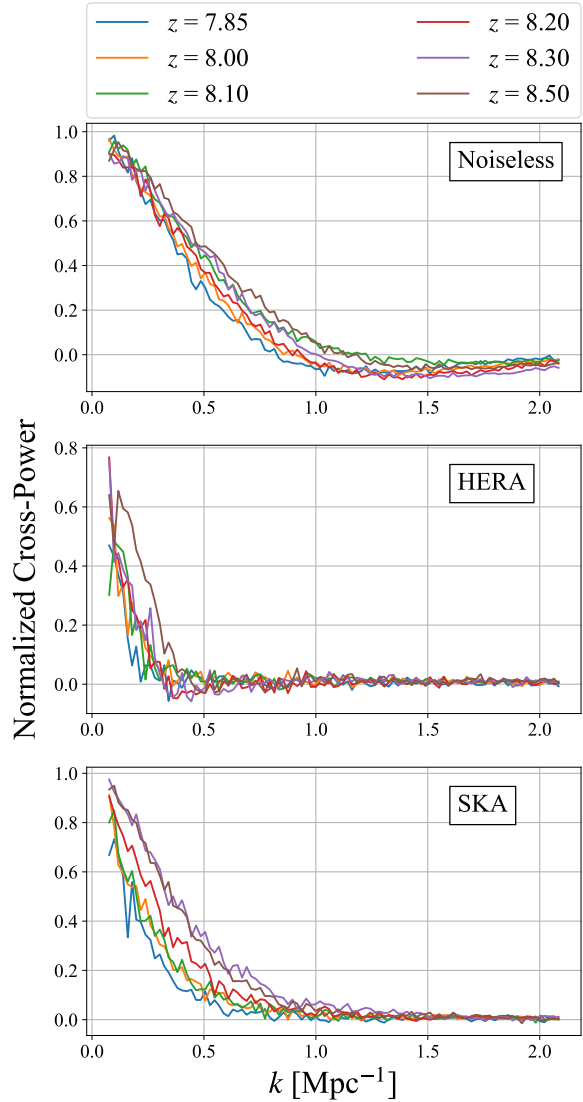 z = 7.85
z = 8.20
z = 8.00
z = 8.30
z = 8.10
z = 8.50
1.0
0.8
0.6
0.4
0.2
0.0
Noiseless
0.0 0.5 1.0 1.5 2.0
Normalized Cross-Power
0.8
0.6
0.4
0.2
0.0
HERA
0.0 0.5 1.0 1.5 2.0
1.0
0.8
0.6
0.4
0.2
0.0
SKA
0.0 0.5 1.0 1.5 2.0
k [Mpc⁻¹]